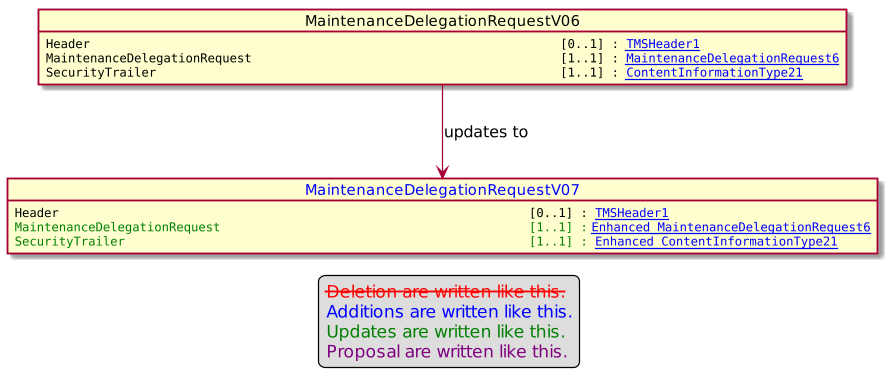 MaintenanceDelegationRequestV06
Header [0..1] : TMSHeader1
MaintenanceDelegationRequest [1..1] : MaintenanceDelegationRequest6
SecurityTrailer [1..1] : ContentInformationType21
updates to
MaintenanceDelegationRequestV07
Header [0..1] : TMSHeader1
MaintenanceDelegationRequest [1..1] : Enhanced MaintenanceDelegationRequest6
SecurityTrailer [1..1] : Enhanced ContentInformationType21
Deletion are written like this.
Additions are written like this.
Updates are written like this.
Proposal are written like this.